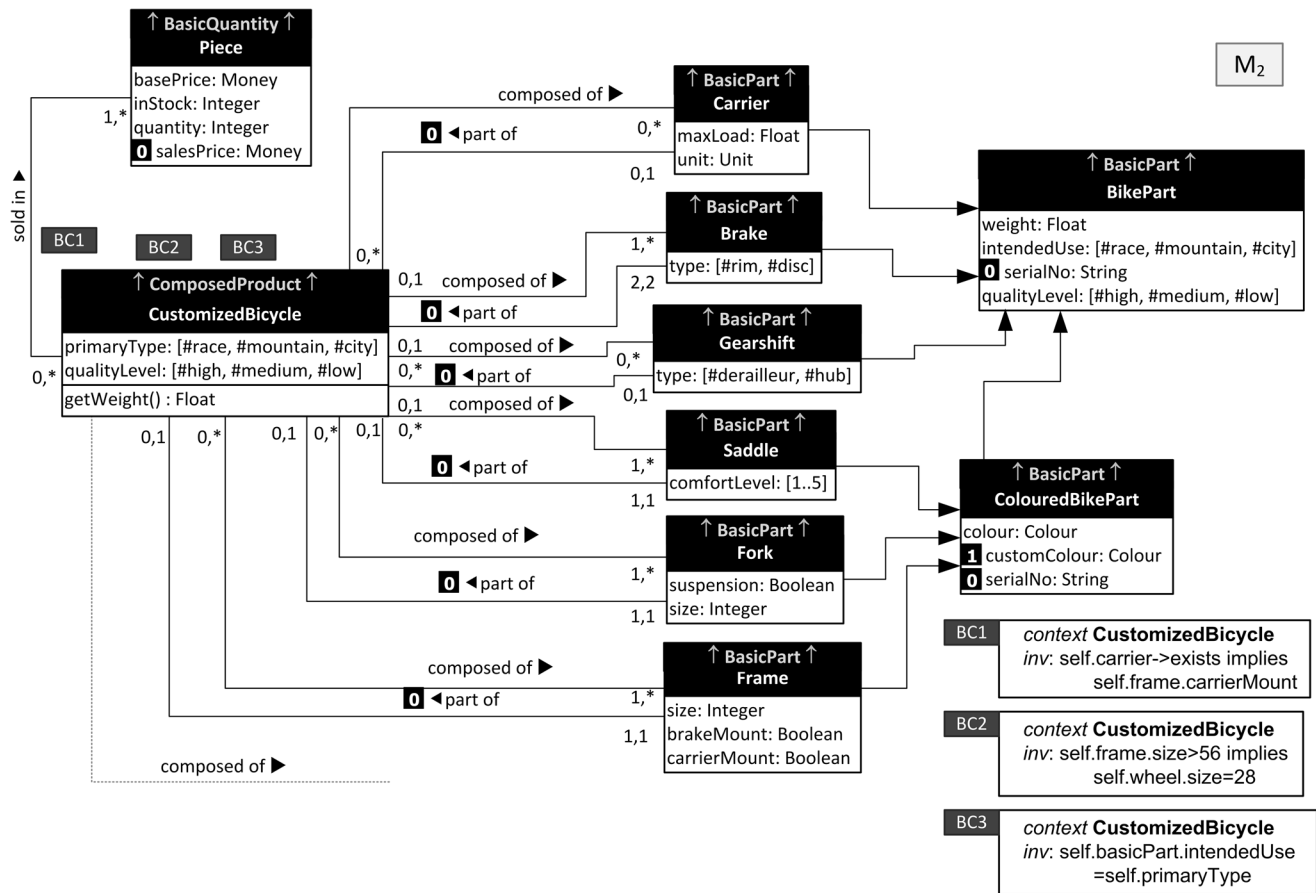 ↑ BasicQuantity ↑
Piece
basePrice: Money
inStock: Integer
quantity: Integer
0 salesPrice: Money
M2
1,*
sold in ▶
0,*
BC1
BC2
BC3
↑ ComposedProduct ↑
CustomizedBicycle
primaryType: [#race, #mountain, #city]
qualityLevel: [#high, #medium, #low]
getWeight() : Float
composed of ▶
0,*
0 ◀ part of
0,1
0,*
↑ BasicPart ↑
Carrier
maxLoad: Float
unit: Unit
0,1
composed of ▶
1,*
0 ◀ part of
2,2
↑ BasicPart ↑
Brake
type: [#rim, #disc]
0,1
composed of ▶
0,*
0,*
0 ◀ part of
0,1
↑ BasicPart ↑
Gearshift
type: [#derailleur, #hub]
0,1
composed of ▶
0,*
1,*
0 ◀ part of
1,1
↑ BasicPart ↑
Saddle
comfortLevel: [1..5]
0,1
0,*
0,1
0,*
0,1
composed of ▶
1,*
0 ◀ part of
1,1
↑ BasicPart ↑
Fork
suspension: Boolean
size: Integer
composed of ▶
1,*
0 ◀ part of
1,1
↑ BasicPart ↑
Frame
size: Integer
brakeMount: Boolean
carrierMount: Boolean
composed of ▶
↑ BasicPart ↑
BikePart
weight: Float
intendedUse: [#race, #mountain, #city]
0 serialNo: String
qualityLevel: [#high, #medium, #low]
↑ BasicPart ↑
ColouredBikePart
colour: Colour
1 customColour: Colour
0 serialNo: String
BC1
context CustomizedBicycle
inv: self.carrier->exists implies
self.frame.carrierMount
BC2
context CustomizedBicycle
inv: self.frame.size>56 implies
self.wheel.size=28
BC3
context CustomizedBicycle
inv: self.basicPart.intendedUse
=self.primaryType